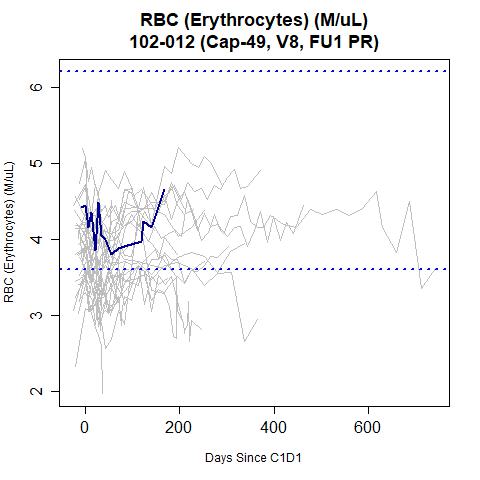 RBC (Erythrocytes) (M/uL)
102-012 (Cap-49, V8, FU1 PR)
RBC (Erythrocytes) (M/uL)
6
5
4
3
2
0
200
400
600
Days Since C1D1